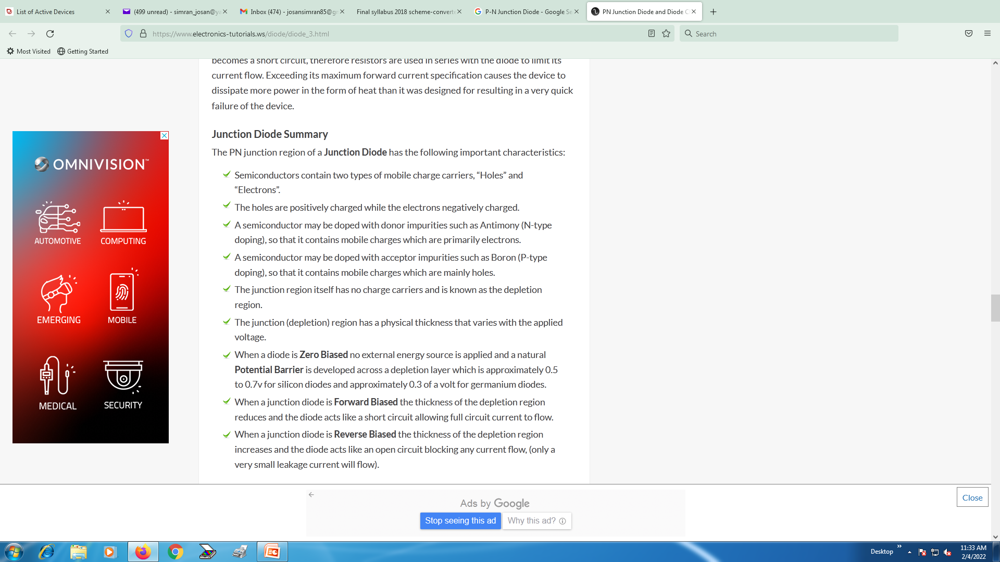 List of Active Devices
(499 unread) - simran_josan@y
Inbox (474) - josansimran85@g
Final syllabus 2018 scheme-convert
P-N Junction Diode - Google Se
PN Junction Diode and Diode C
https://www.electronics-tutorials.ws/diode/diode_3.html
Search
Most Visited
Getting Started
becomes a short circuit, therefore resistors are used in series with the diode to limit its
current flow. Exceeding its maximum forward current specification causes the device to
dissipate more power in the form of heat than it was designed for resulting in a very quick
failure of the device.
Junction Diode Summary
The PN junction region of a Junction Diode has the following important characteristics:
Semiconductors contain two types of mobile charge carriers, “Holes” and
“Electrons”.
The holes are positively charged while the electrons negatively charged.
A semiconductor may be doped with donor impurities such as Antimony (N-type
doping), so that it contains mobile charges which are primarily electrons.
A semiconductor may be doped with acceptor impurities such as Boron (P-type
doping), so that it contains mobile charges which are mainly holes.
The junction region itself has no charge carriers and is known as the depletion
region.
The junction (depletion) region has a physical thickness that varies with the applied
voltage.
When a diode is Zero Biased no external energy source is applied and a natural
Potential Barrier is developed across a depletion layer which is approximately 0.5
to 0.7v for silicon diodes and approximately 0.3 of a volt for germanium diodes.
When a junction diode is Forward Biased the thickness of the depletion region
reduces and the diode acts like a short circuit allowing full circuit current to flow.
When a junction diode is Reverse Biased the thickness of the depletion region
increases and the diode acts like an open circuit blocking any current flow, (only a
very small leakage current will flow).
OMNIVISION™
AUTOMOTIVE
COMPUTING
EMERGING
MOBILE
MEDICAL
SECURITY
Ads by Google
Stop seeing this ad
Why this ad?
Close
Desktop
11:33 AM
2/4/2022